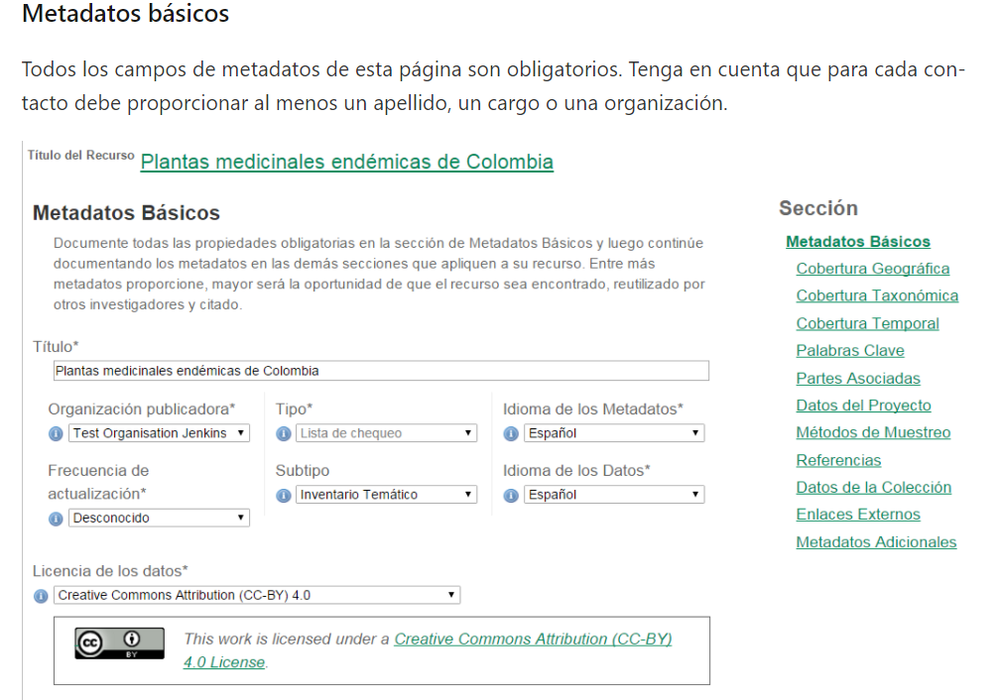 Metadatos básicos
Todos los campos de metadatos de esta página son obligatorios. Tenga en cuenta que para cada con-
tacto debe proporcionar al menos un apellido, un cargo o una organización.
Título del Recurso Plantas medicinales endémicas de Colombia
Metadatos Básicos
Documente todas las propiedades obligatorias en la sección de Metadatos Básicos y luego continúe
documentando los metadatos en las demás secciones que apliquen a su recurso. Entre más
metadatos proporcione, mayor será la oportunidad de que el recurso sea encontrado, reutilizado por
otros investigadores y citado.
Título*
Plantas medicinales endémicas de Colombia
Organización publicadora*
Test Organisation Jenkins
Tipo*
Lista de chequeo
Idioma de los Metadatos*
Español
Frecuencia de
actualización*
Desconocido
Subtipo
Inventario Temático
Idioma de los Datos*
Español
Licencia de los datos*
Creative Commons Attribution (CC-BY) 4.0
cc
BY
This work is licensed under a Creative Commons Attribution (CC-BY)
4.0 License.
Sección
Metadatos Básicos
Cobertura Geográfica
Cobertura Taxonómica
Cobertura Temporal
Palabras Clave
Partes Asociadas
Datos del Proyecto
Métodos de Muestreo
Referencias
Datos de la Colección
Enlaces Externos
Metadatos Adicionales